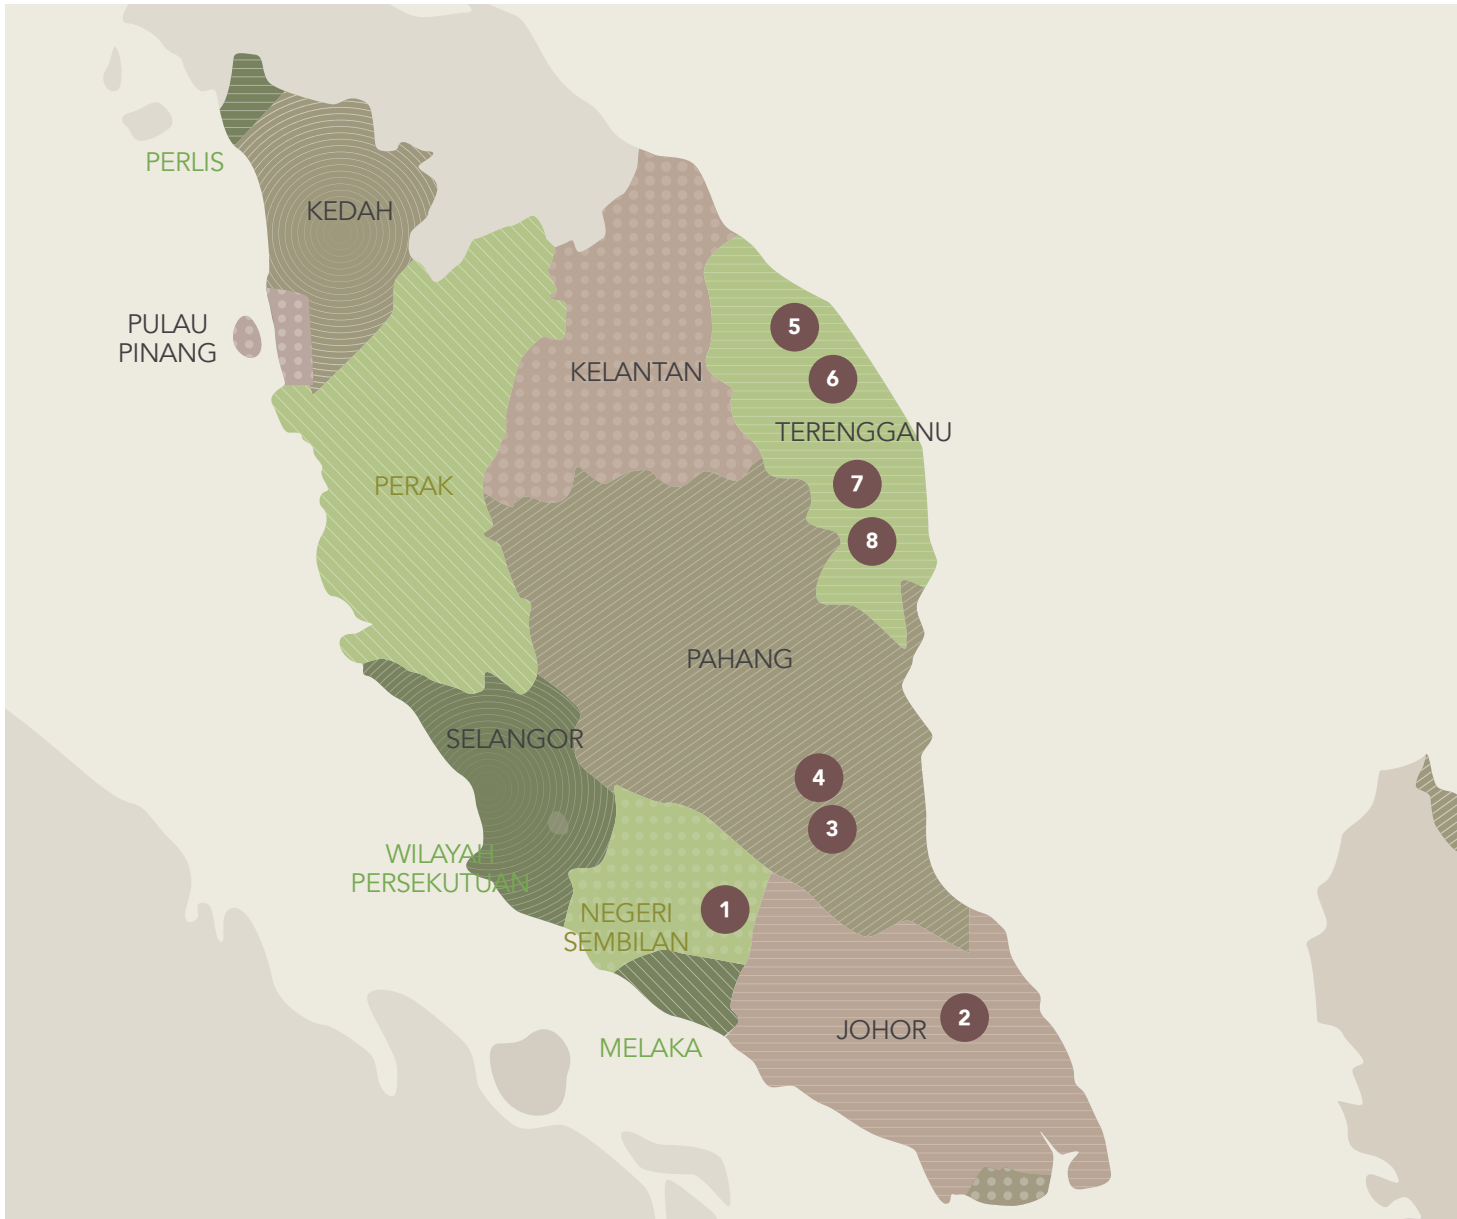 PERLIS
KEDAH
PULAU
PINANG
5
KELANTAN
6
TERENGGANU
PERAK
7
8
PAHANG
SELANGOR
4
3
WILAYAH
PERSEKUTUAN
NEGERI
SEMBILAN
1
2
JOHOR
MELAKA